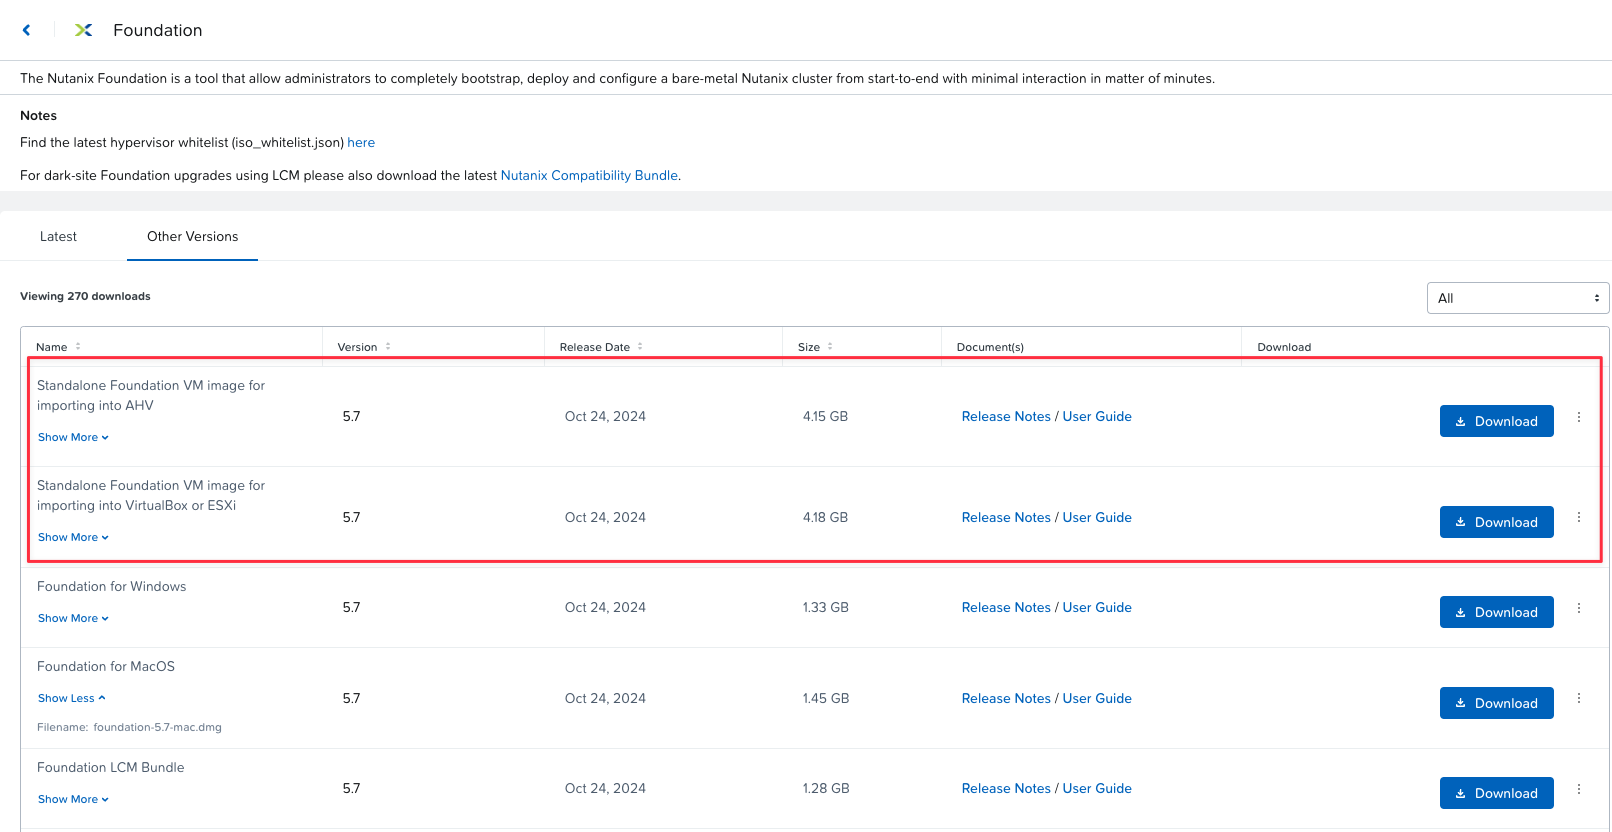 Foundation
The Nutanix Foundation is a tool that allow administrators to completely bootstrap, deploy and configure a bare-metal Nutanix cluster from start-to-end with minimal interaction in matter of minutes.
Notes
Find the latest hypervisor whitelist (iso_whitelist.json) here
For dark-site Foundation upgrades using LCM please also download the latest Nutanix Compatibility Bundle.
Latest Other Versions
Viewing 270 downloads All
Name Version Release Date Size Document(s) Download
Standalone Foundation VM image for
importing into AHV
5.7 Oct 24, 2024 4.15 GB Release Notes / User Guide Download
Show More
Standalone Foundation VM image for
importing into VirtualBox or ESXi
5.7 Oct 24, 2024 4.18 GB Release Notes / User Guide Download
Show More
Foundation for Windows
5.7 Oct 24, 2024 1.33 GB Release Notes / User Guide Download
Show More
Foundation for MacOS
Show Less
5.7 Oct 24, 2024 1.45 GB Release Notes / User Guide Download
Filename: foundation-5.7-mac.dmg
Foundation LCM Bundle
5.7 Oct 24, 2024 1.28 GB Release Notes / User Guide Download
Show More